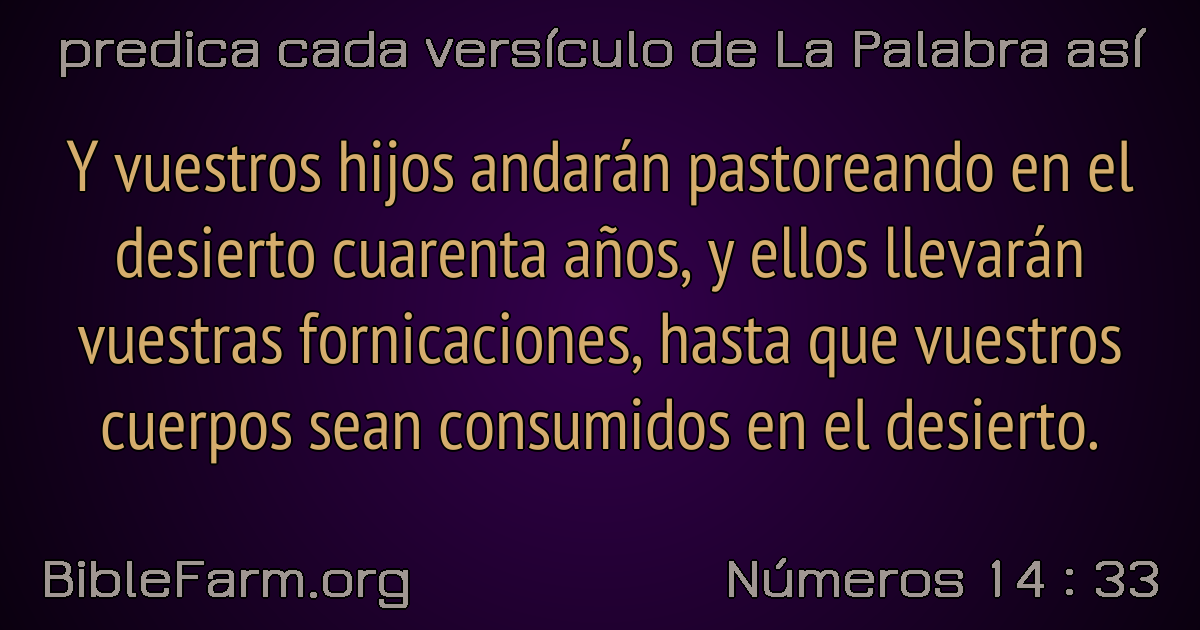 predica cada versículo de La Palabra así
Y vuestros hijos andarán pastoreando en el
desierto cuarenta años, y ellos llevarán
vuestras fornicaciones, hasta que vuestros
cuerpos sean consumidos en el desierto.
BibleFarm.org
Números 14 : 33